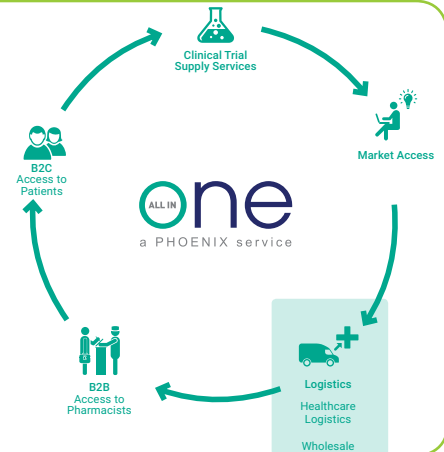 Clinical Trial
Supply Services
Market Access
B2C
Access to
Patients
ALL IN
one
a PHOENIX service
B2B
Access to
Pharmacists
Logistics
Healthcare
Logistics
Wholesale